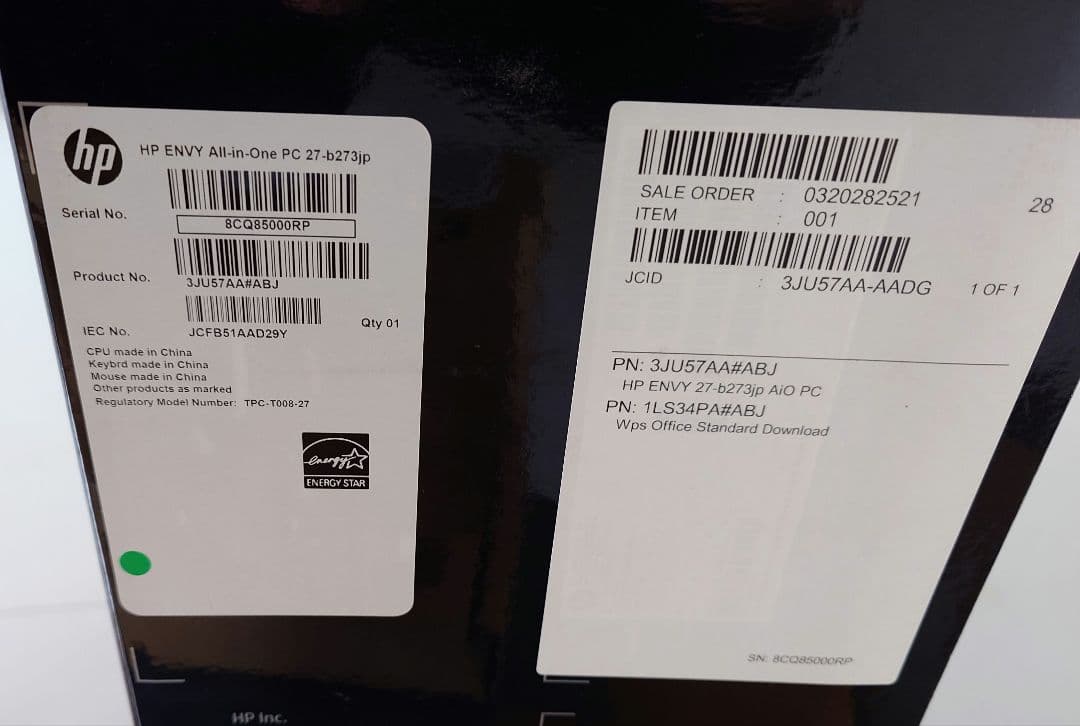 hp
HP ENVY All-in-One PC 27-b273jp
Serial No.
8CQ85000RP
Product No.
3JU57AA#ABJ
IEC No.
JCFB51AAD29Y
Qty 01
CPU made in China
Keybrd made in China
Mouse made in China
Other products as marked
Regulatory Model Number: TPC-T008-27
energy
ENERGY STAR
HP Inc.
SALE ORDER : 0320282521
28
ITEM : 001
JCID : 3JU57AA-AADG 1 OF 1
PN: 3JU57AA#ABJ
HP ENVY 27-b273jp AiO PC
PN: 1LS34PA#ABJ
Wps Office Standard Download
SN: 8CQ85000RP